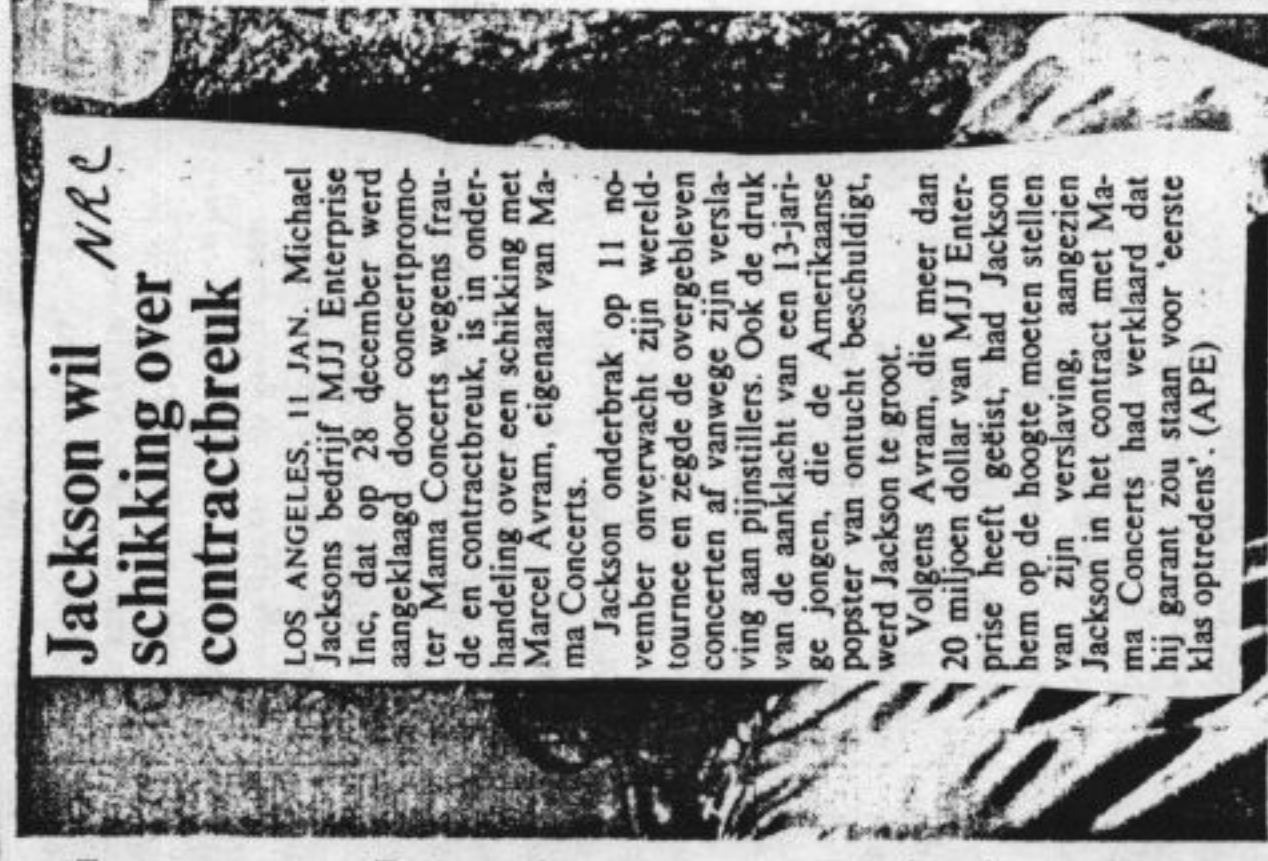 Jackson wil
schikking over
contractbreuk
NRC
LOS ANGELES, 11 JAN. Michael
Jacksons bedrijf MJJ Enterprise
Inc, dat op 28 december werd
aangeklaagd door concertpromo-
ter Mama Concerts wegens frau-
de en contractbreuk, is in onder-
handeling over een schikking met
Marcel Avram, eigenaar van Ma-
ma Concerts.
Jackson onderbrak op 11 no-
vember onverwacht zijn wereld-
tournee en zegde de overgebleven
concerten af vanwege zijn versla-
ving aan pijnstillers. Ook de druk
van de aanklacht van een 13-jari-
ge jongen, die de Amerikaanse
popster van ontucht beschuldigt,
werd Jackson te groot.
Volgens Avram, die meer dan
20 miljoen dollar van MJJ Enter-
prise heeft geëist, had Jackson
hem op de hoogte moeten stellen
van zijn verslaving, aangezien
Jackson in het contract met Ma-
ma Concerts had verklaard dat
hij garant zou staan voor 'eerste
klas optredens'. (APE)